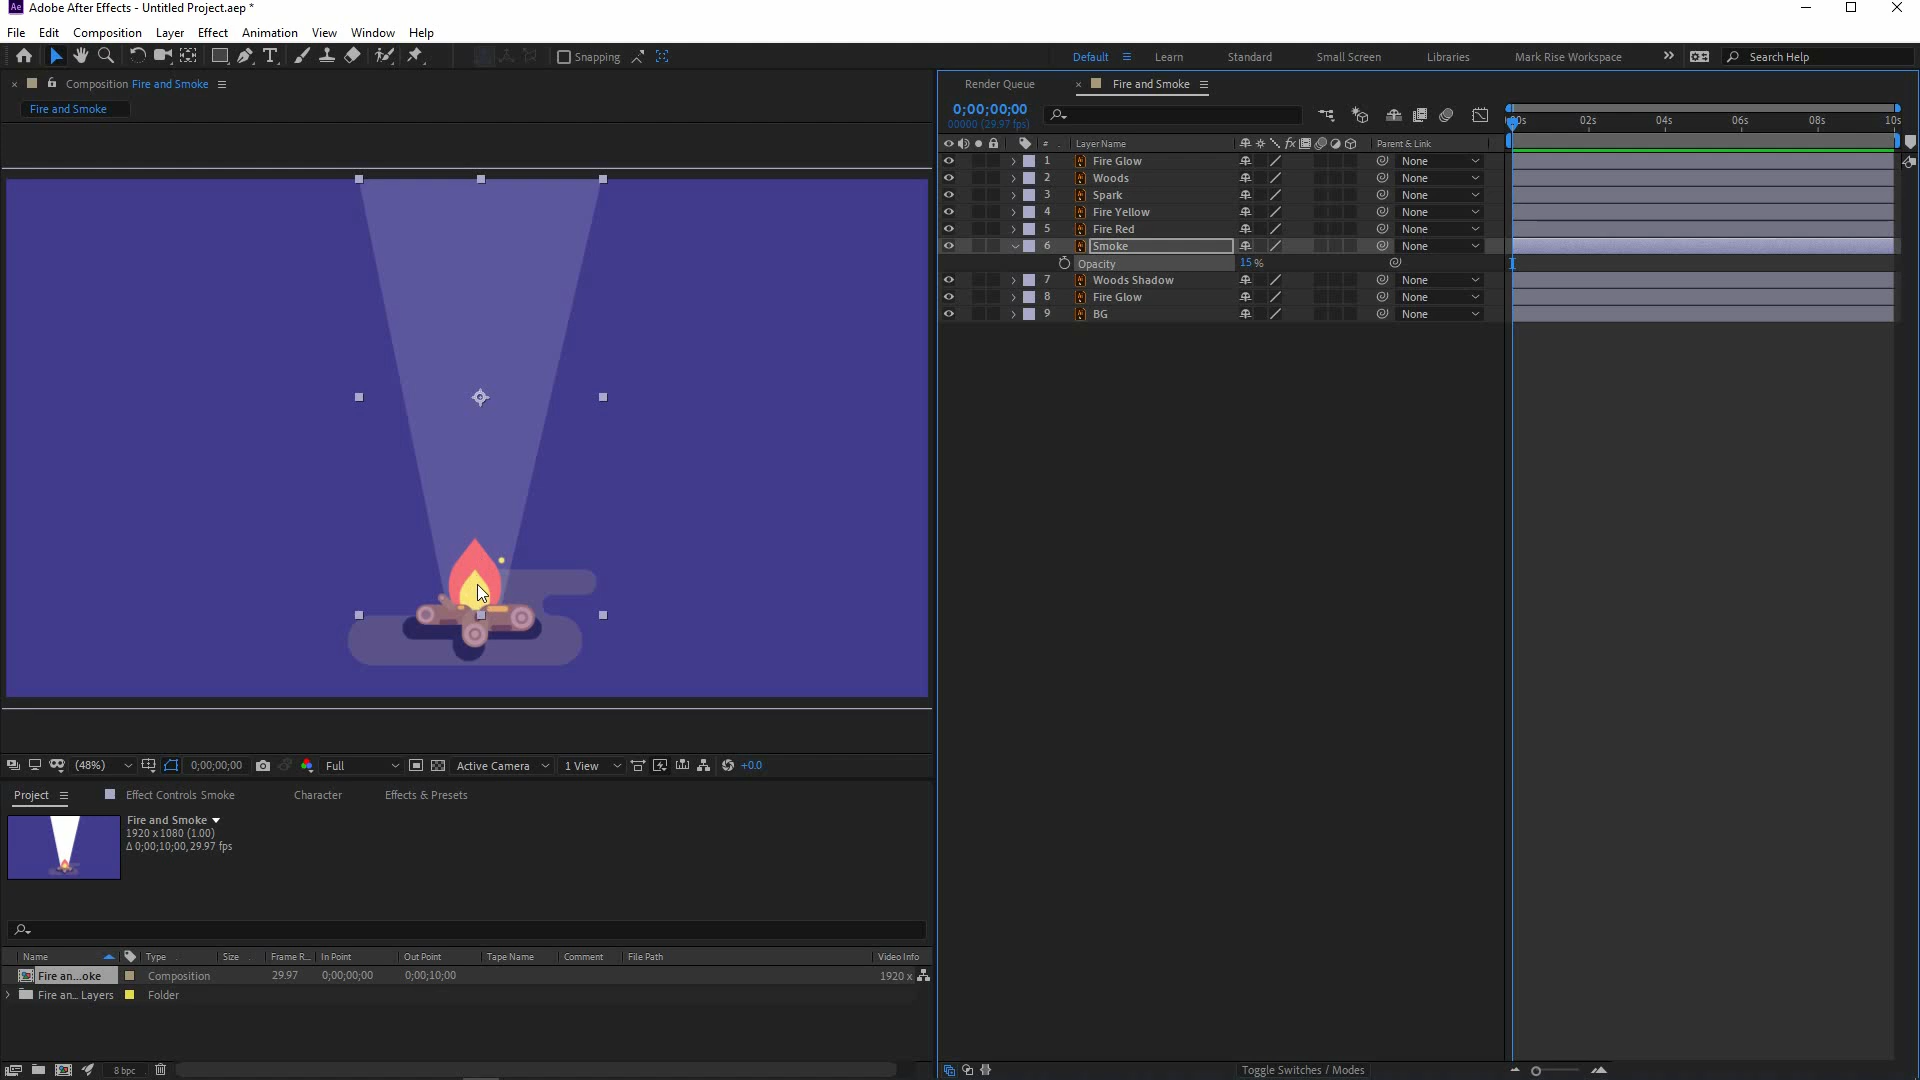 Ae Adobe After Effects - Untitled Project.aep *
File Edit Composition Layer Effect Animation View Window Help
Snapping Default Learn Standard Small Screen Libraries Mark Rise Workspace Search Help
Composition Fire and Smoke
Fire and Smoke
Render Queue Fire and Smoke
0;00;00;00
00000 (29.97 fps)
00s 02s 04s 06s 08s 10s
# Layer Name fx Parent & Link
1 Fire Glow None
2 Woods None
3 Spark None
4 Fire Yellow None
5 Fire Red None
6 Smoke None
Opacity 15 %
7 Woods Shadow None
8 Fire Glow None
9 BG None
(48%) 0;00;00;00 Full Active Camera 1 View +0.0
Project Effect Controls Smoke Character Effects & Presets
Fire and Smoke
1920 x 1080 (1.00)
Δ 0;00;10;00, 29.97 fps
Name Type Size Frame R... In Point Out Point Tape Name Comment File Path Video Info
Fire an...oke Composition 29.97 0;00;00;00 0;00;10;00 1920 x
Fire an... Layers Folder
8 bpc Toggle Switches / Modes